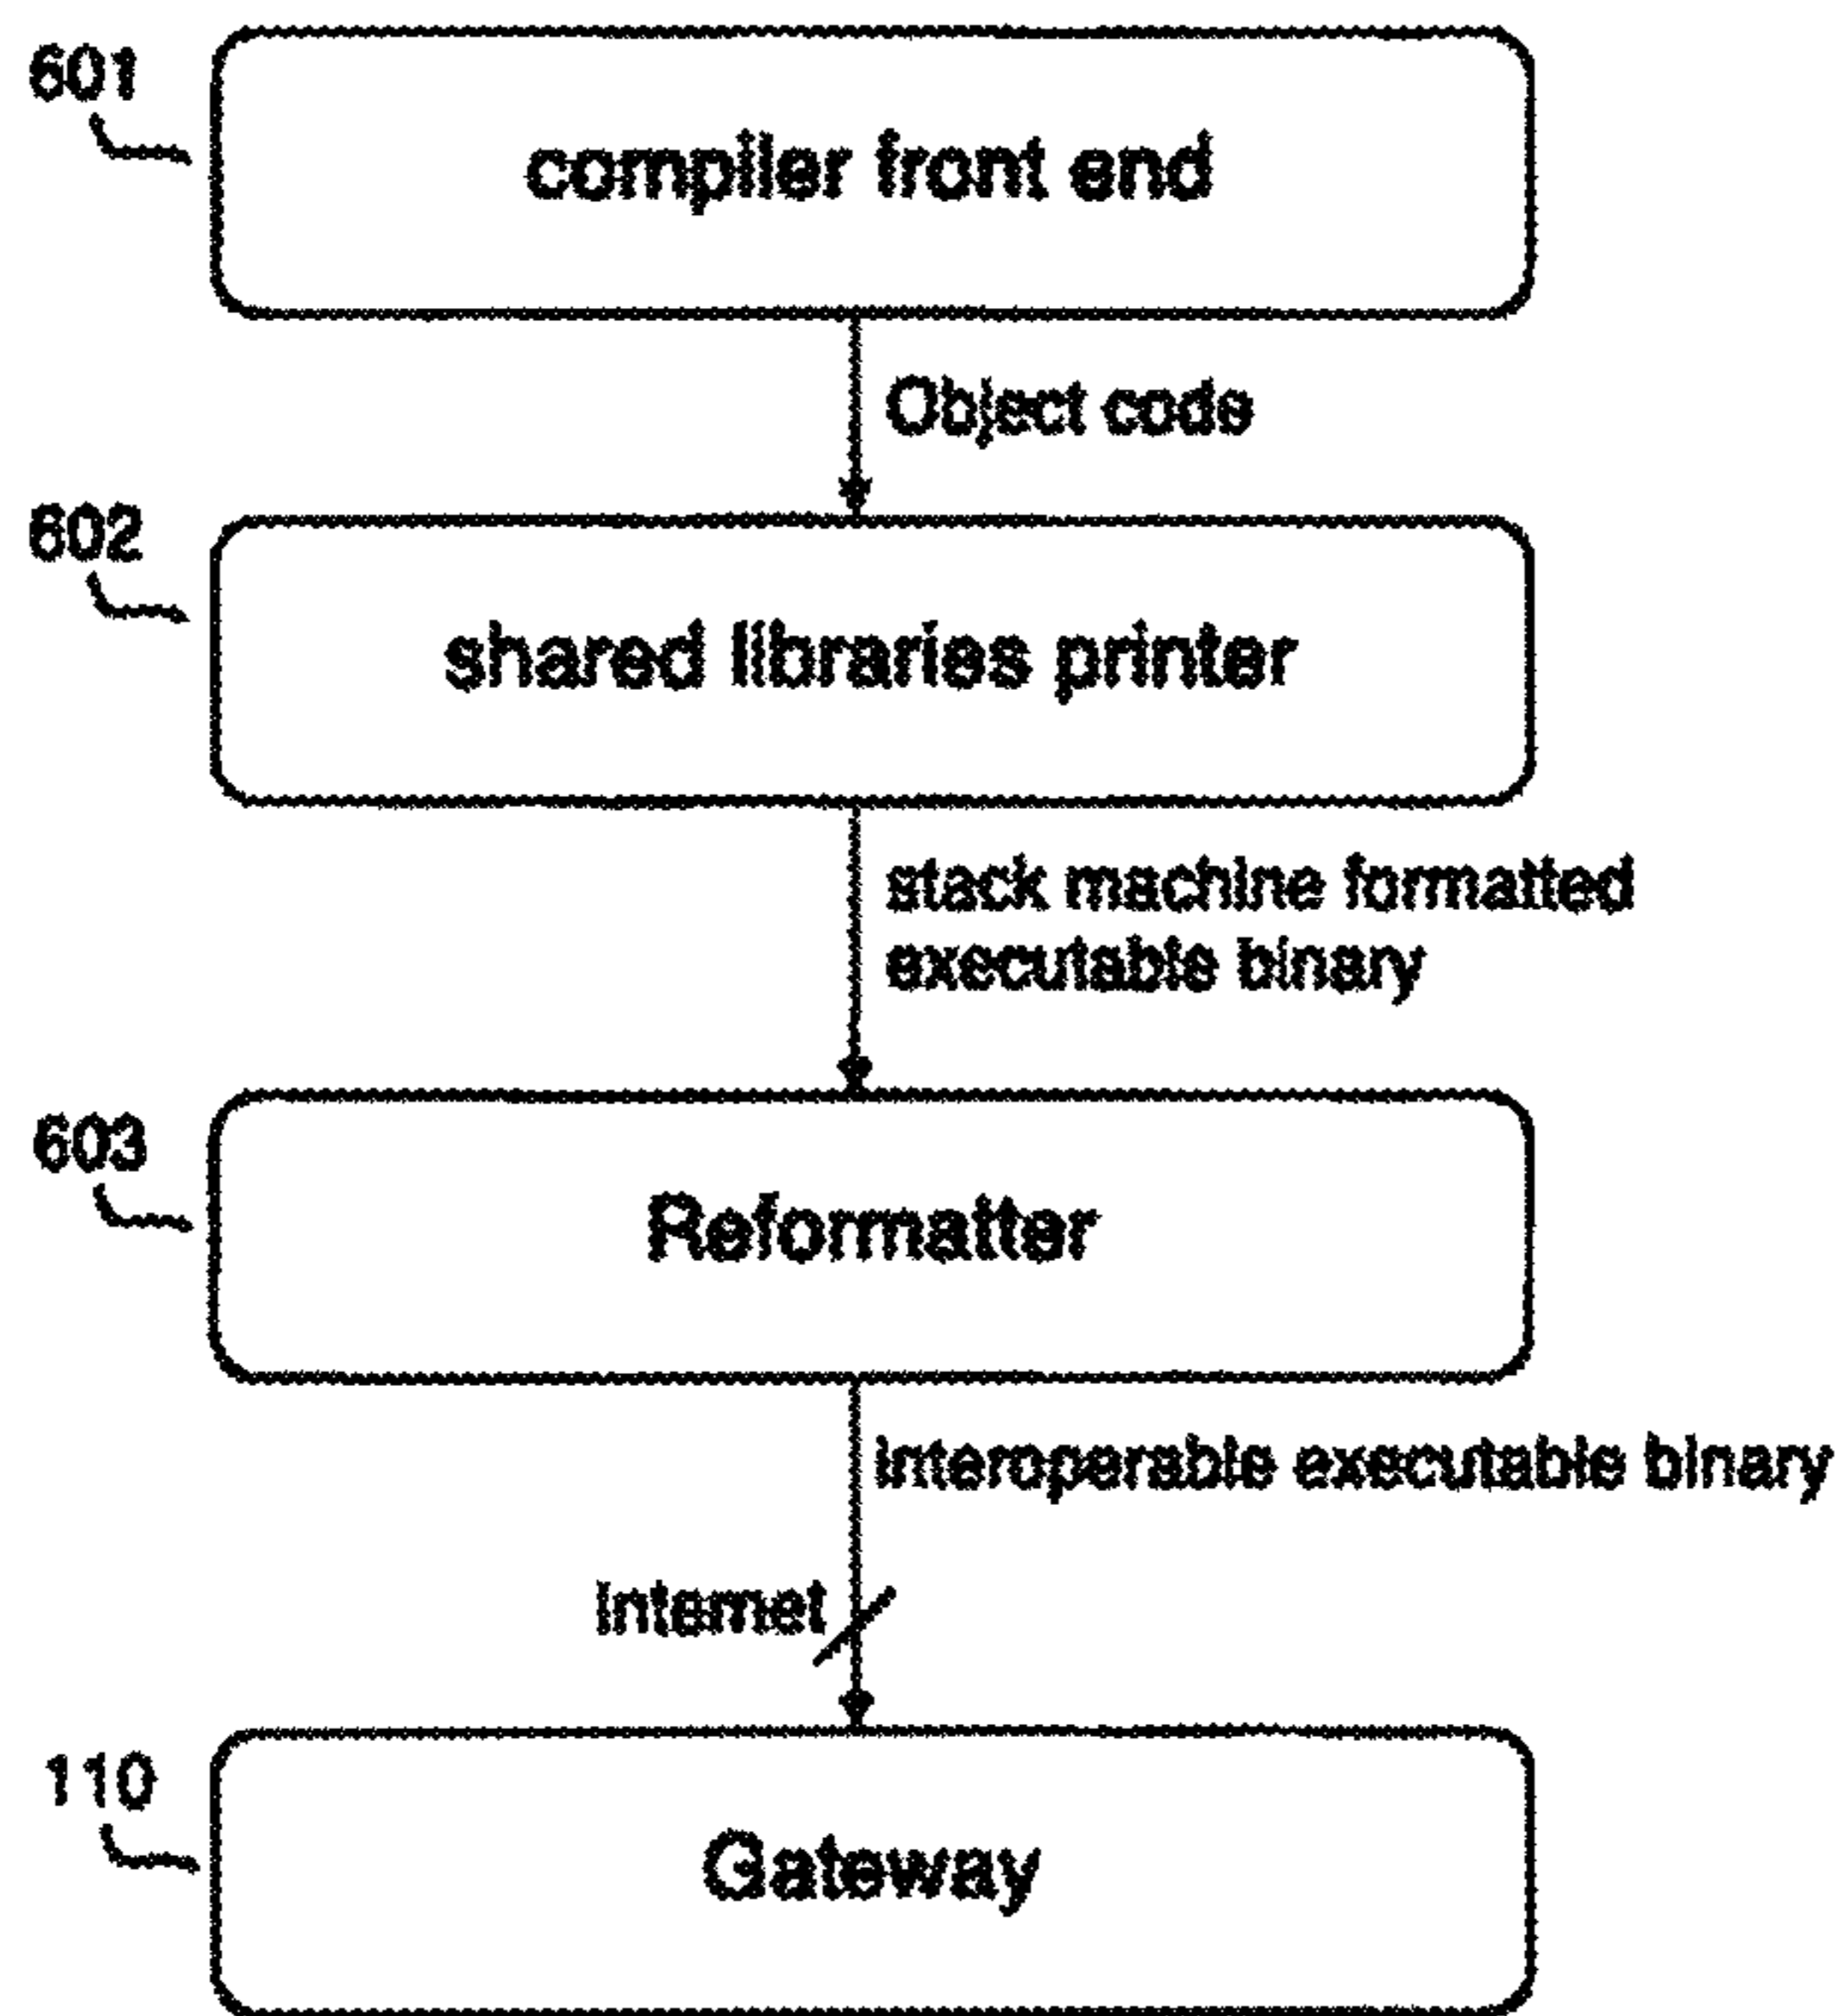 601
compiler front end
Object code
602
shared libraries printer
stack machine formatted
executable binary
603
Reformatter
interoperable executable binary
Internet
110
Gateway